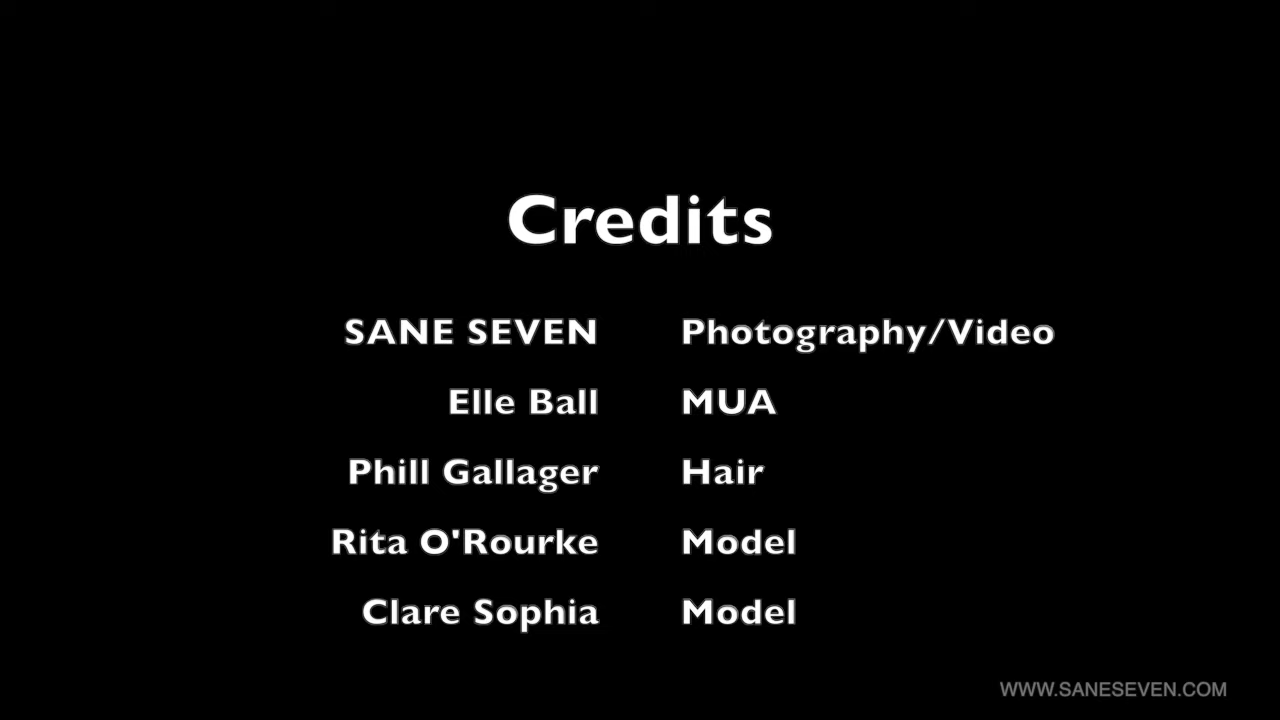 Credits
SANE SEVEN Photography/Video
Elle Ball MUA
Phill Gallager Hair
Rita O'Rourke Model
Clare Sophia Model
WWW.SANESEVEN.COM